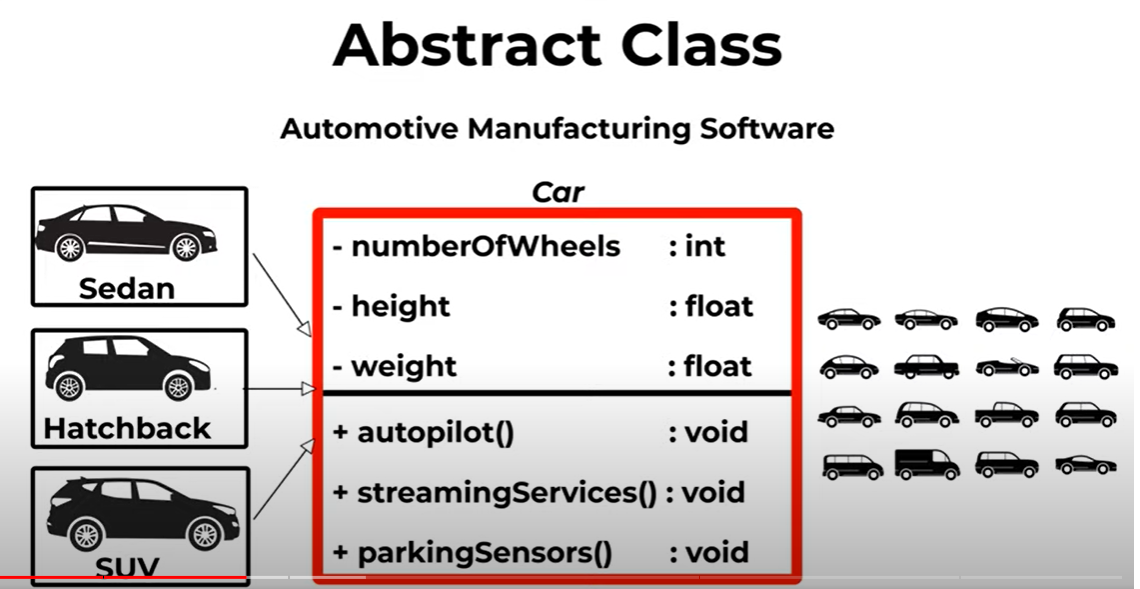 Abstract Class
Automotive Manufacturing Software
Car
Sedan
Hatchback
SUV
- numberOfWheels : int
- height : float
- weight : float
+ autopilot() : void
+ streamingServices() : void
+ parkingSensors() : void